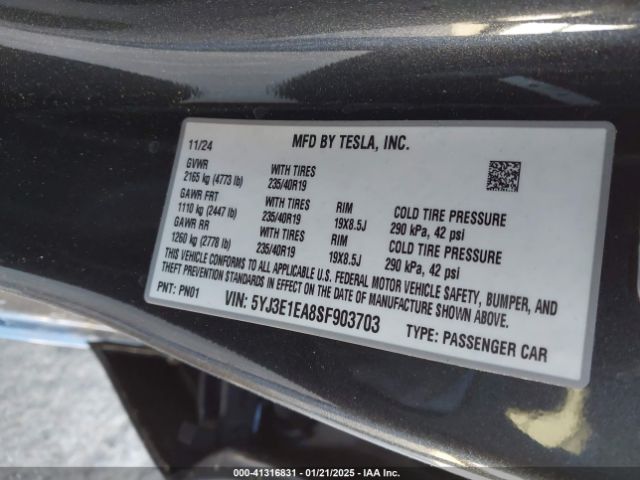 11/24 MFD BY TESLA, INC.
GVWR
2165 kg (4773 lb) WITH TIRES 235/40R19
GAWR FRT
1110 kg (2447 lb) WITH TIRES 235/40R19 RIM 19X8.5J COLD TIRE PRESSURE 290 kPa, 42 psi
GAWR RR
1260 kg (2778 lb) WITH TIRES 235/40R19 RIM 19X8.5J COLD TIRE PRESSURE 290 kPa, 42 psi
THIS VEHICLE CONFORMS TO ALL APPLICABLE U.S. FEDERAL MOTOR VEHICLE SAFETY, BUMPER, AND
THEFT PREVENTION STANDARDS IN EFFECT ON THE DATE OF MANUFACTURE SHOWN ABOVE.
PNT: PN01 VIN: 5YJ3E1EA8SF903703 TYPE: PASSENGER CAR
000-41316831 - 01/21/2025 - IAA Inc.